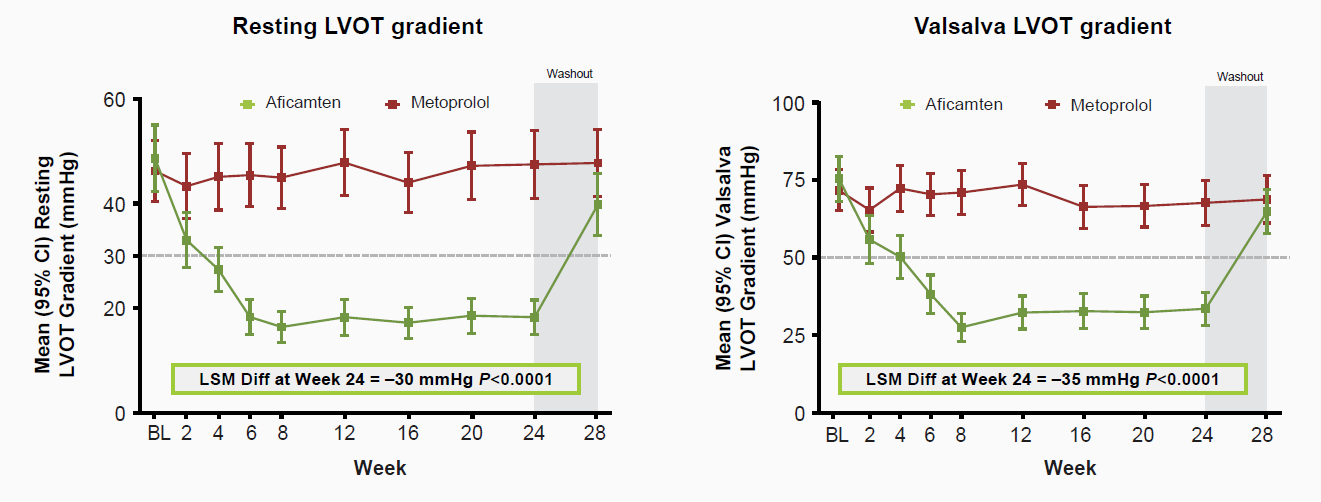 Resting LVOT gradient
Washout
Aficamten
Metoprolol
Mean (95% CI) Resting
LVOT Gradient (mmHg)
60
40
30
20
0
LSM Diff at Week 24 = –30 mmHg P<0.0001
BL 2 4 6 8 12 16 20 24 28
Week
Valsalva LVOT gradient
Washout
Aficamten
Metoprolol
Mean (95% CI) Valsalva
LVOT Gradient (mmHg)
100
75
50
25
0
LSM Diff at Week 24 = –35 mmHg P<0.0001
BL 2 4 6 8 12 16 20 24 28
Week